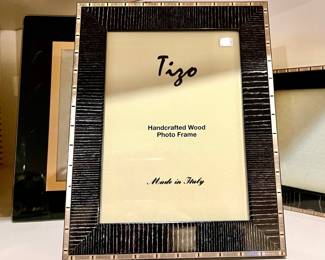 Tizo
Handcrafted Wood
Photo Frame
Made in Italy